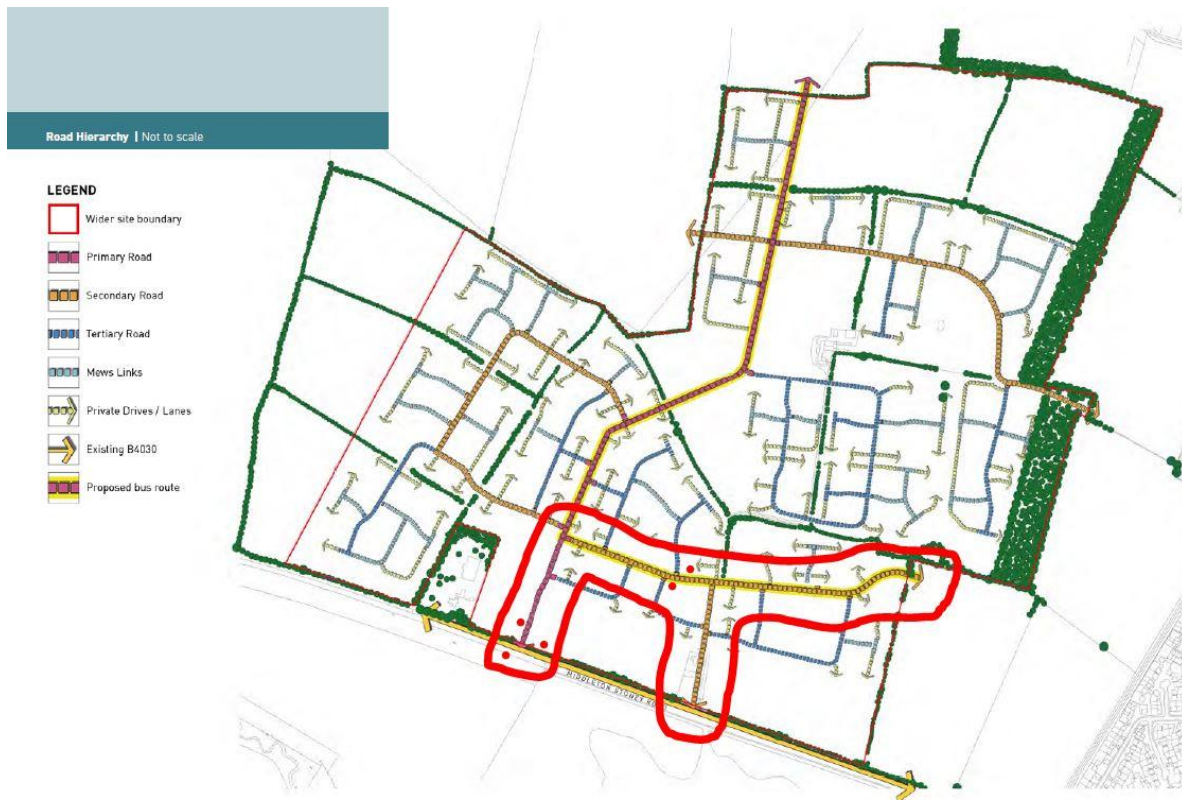 Road Hierarchy | Not to scale
LEGEND
Wider site boundary
Primary Road
Secondary Road
Tertiary Road
Mews Links
Private Drives / Lanes
Existing B4030
Proposed bus route
MIDDLETON STONEY